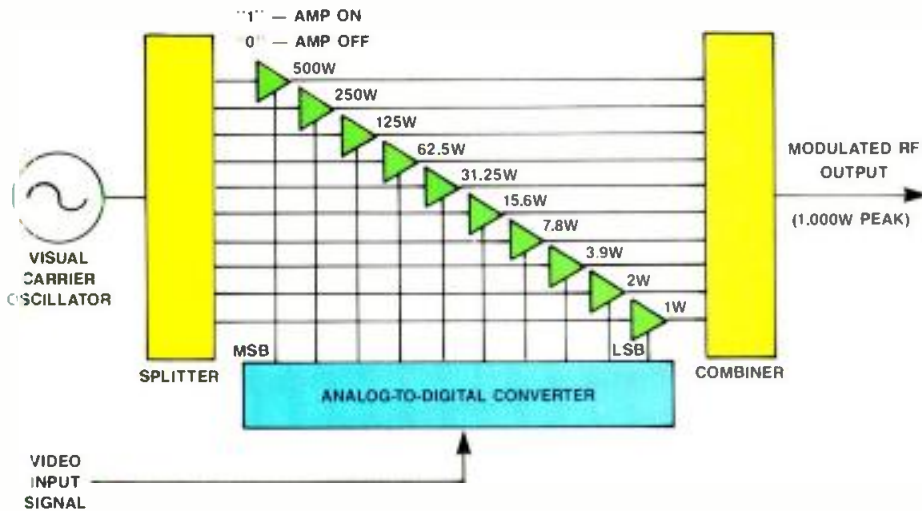 "1" — AMP ON
"0" — AMP OFF
500W
250W
125W
62.5W
31.25W
15.6W
7.8W
3.9W
2W
1W
MODULATED RF
OUTPUT
(1.000W PEAK)
VISUAL
CARRIER
OSCILLATOR
MSB
LSB
SPLITTER
COMBINER
ANALOG-TO-DIGITAL CONVERTER
VIDEO
INPUT
SIGNAL